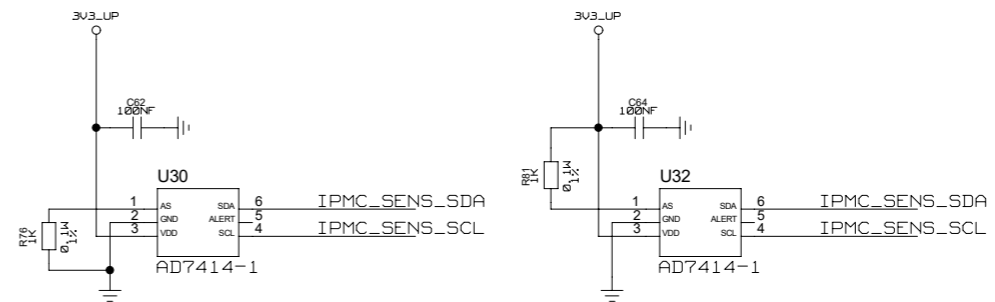 3V3_UP
C62
100NF
U30
1 AS SDA 6 IPMC_SENS_SDA
2 GND ALERT 5
3 VDD SCL 4 IPMC_SENS_SCL
R76
1K
0.1W
1%
AD7414-1
3V3_UP
C64
100NF
R81
1K
0.1W
1%
U32
1 AS SDA 6 IPMC_SENS_SDA
2 GND ALERT 5
3 VDD SCL 4 IPMC_SENS_SCL
AD7414-1